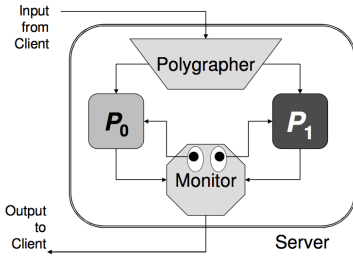 Input
from
Client
Polygrapher
P0
P1
Monitor
Output
to
Client
Server